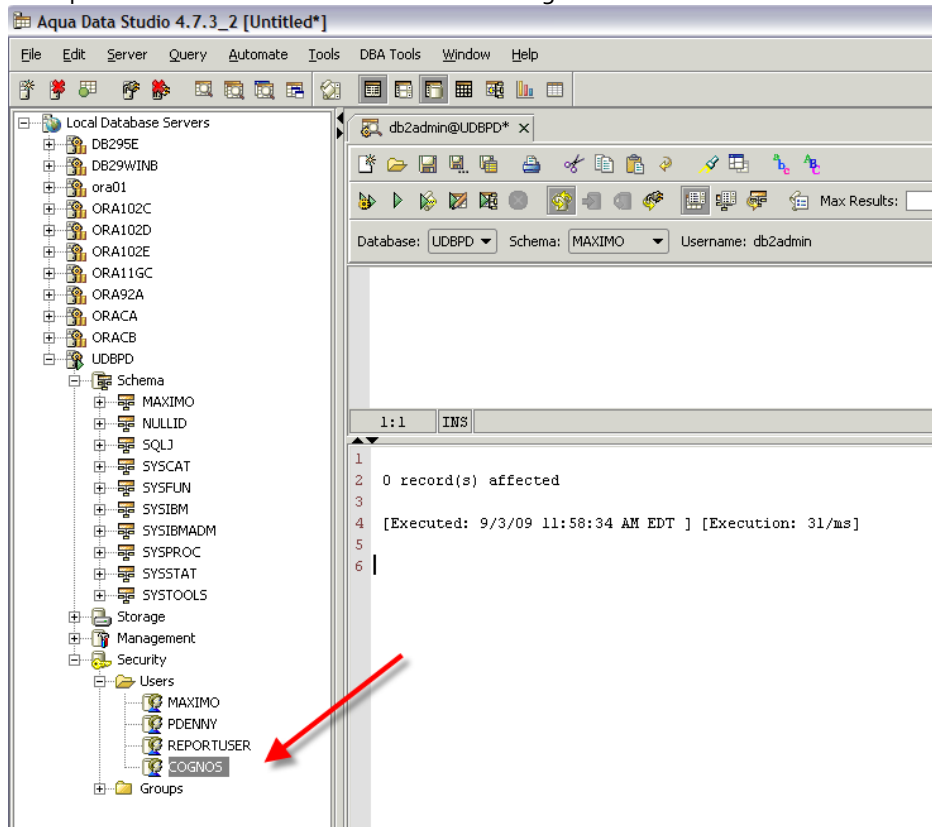 Aqua Data Studio 4.7.3_2 [Untitled*]
File Edit Server Query Automate Tools DBA Tools Window Help
Local Database Servers
DB295E
DB29WINB
ora01
ORA102C
ORA102D
ORA102E
ORA11GC
ORA92A
ORACA
ORACB
UDBPD
Schema
MAXIMO
NULLID
SQLJ
SYSCAT
SYSFUN
SYSIBM
SYSIBMADM
SYSPROC
SYSSTAT
SYSTOOLS
Storage
Management
Security
Users
MAXIMO
PDENNY
REPORTUSER
COGNOS
Groups
db2admin@UDBPD*
Max Results:
Database: UDBPD Schema: MAXIMO Username: db2admin
1:1 INS
1
2 0 record(s) affected
3
4 [Executed: 9/3/09 11:58:34 AM EDT ] [Execution: 31/ms]
5
6